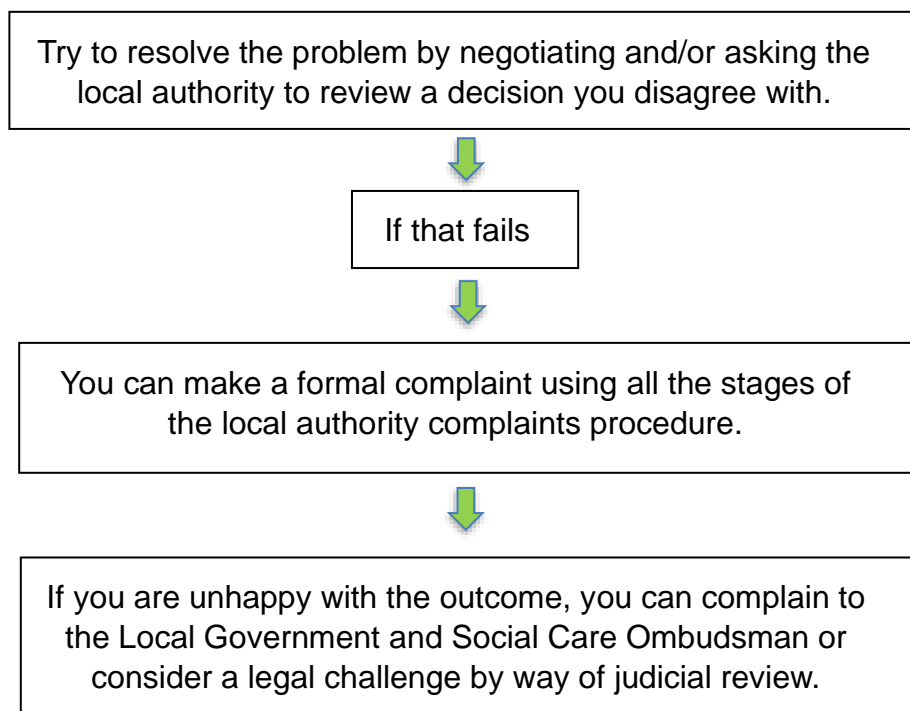 Try to resolve the problem by negotiating and/or asking the
local authority to review a decision you disagree with.
If that fails
You can make a formal complaint using all the stages of
the local authority complaints procedure.
If you are unhappy with the outcome, you can complain to
the Local Government and Social Care Ombudsman or
consider a legal challenge by way of judicial review.